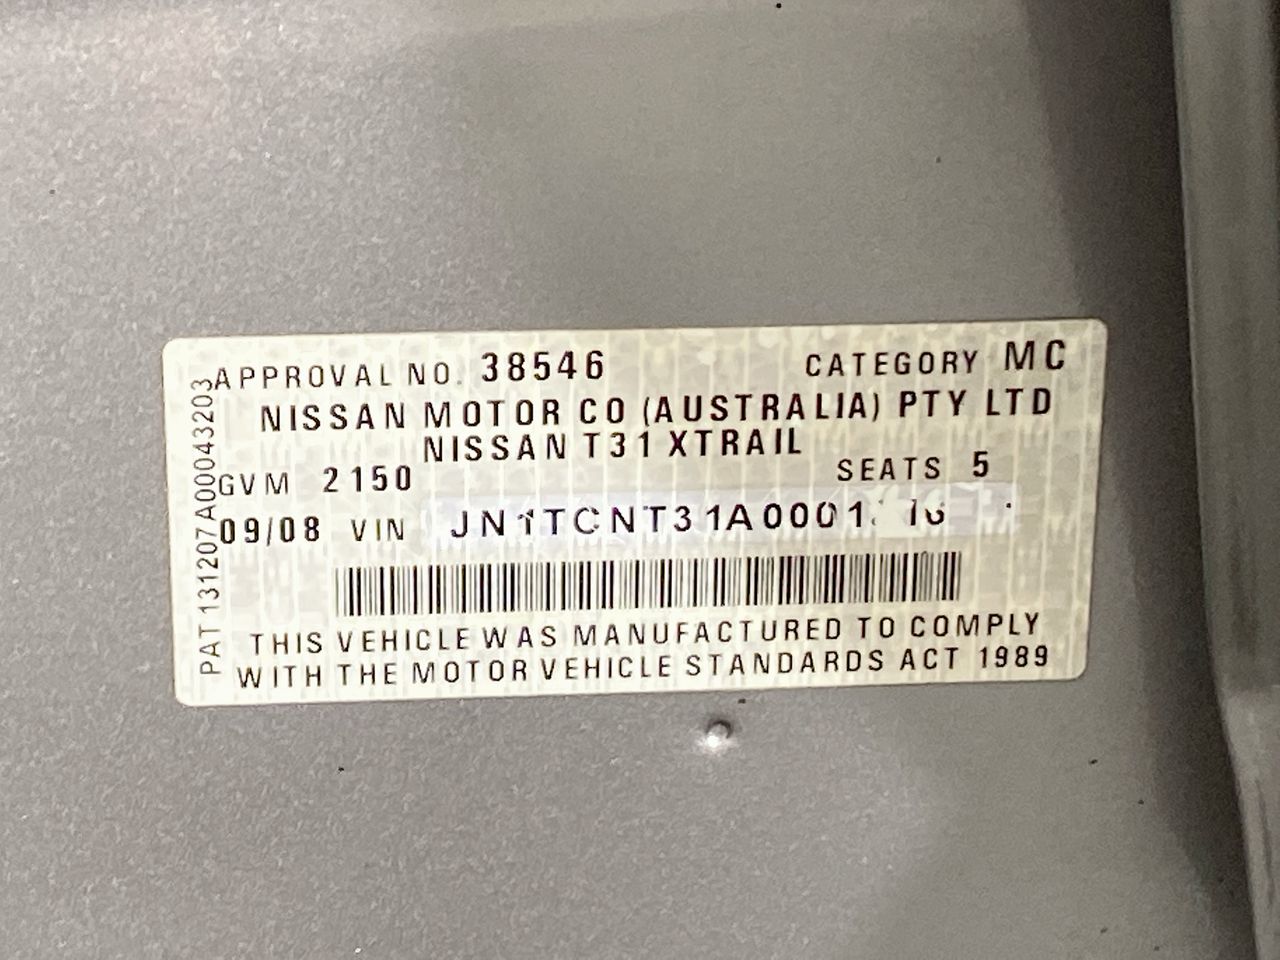 APPROVAL NO. 38546 CATEGORY MC
NISSAN MOTOR CO (AUSTRALIA) PTY LTD
NISSAN T31 XTRAIL
GVM 2150 SEATS 5
09/08 VIN
THIS VEHICLE WAS MANUFACTURED TO COMPLY
WITH THE MOTOR VEHICLE STANDARDS ACT 1989
PAT 131207A00043203